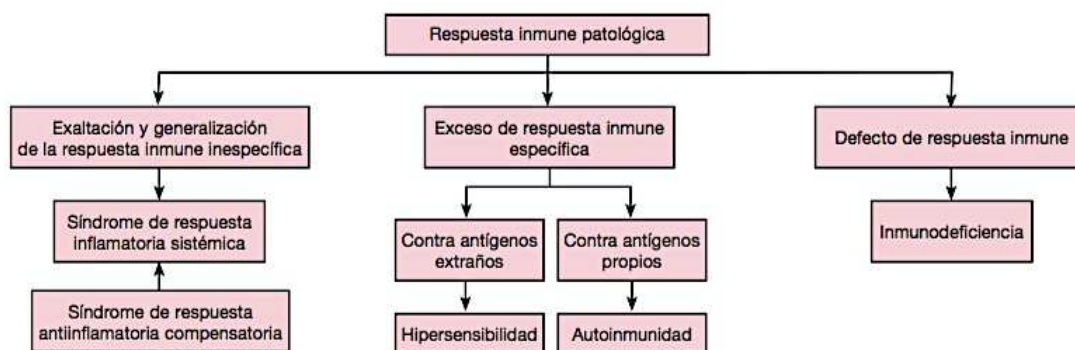 Respuesta inmune patológica
Exaltación y generalización
de la respuesta inmune inespecífica
Exceso de respuesta inmune
específica
Defecto de respuesta inmune
Síndrome de respuesta
inflamatoria sistémica
Contra antígenos
extraños
Contra antígenos
propios
Inmunodeficiencia
Síndrome de respuesta
antiinflamatoria compensatoria
Hipersensibilidad
Autoinmunidad